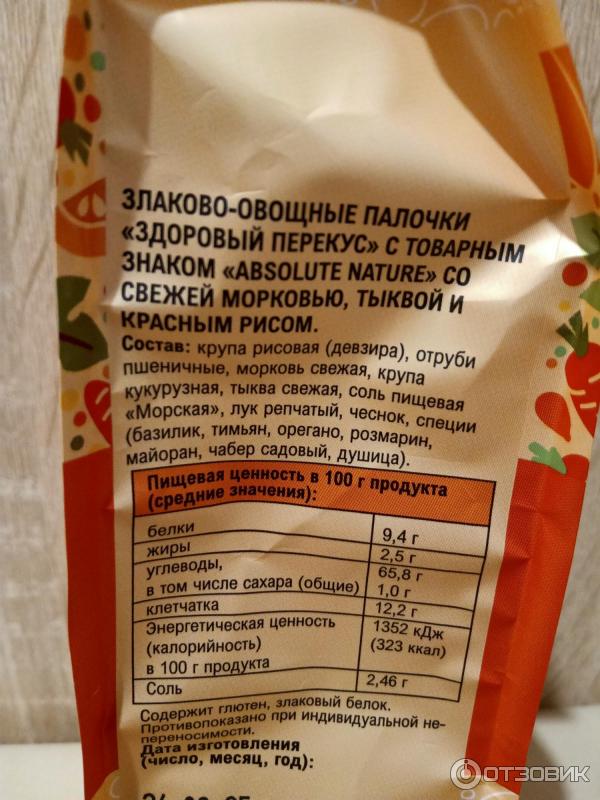 ЗЛАКОВО-ОВОЩНЫЕ ПАЛОЧКИ
«ЗДОРОВЫЙ ПЕРЕКУС» С ТОВАРНЫМ
ЗНАКОМ «ABSOLUTE NATURE» СО
СВЕЖЕЙ МОРКОВЬЮ, ТЫКВОЙ И
КРАСНЫМ РИСОМ.
Состав: крупа рисовая (девзира), отруби
пшеничные, морковь свежая, крупа
кукурузная, тыква свежая, соль пищевая
«Морская», лук репчатый, чеснок, специи
(базилик, тимьян, орегано, розмарин,
майоран, чабер садовый, душица).
Пищевая ценность в 100 г продукта
(средние значения):
белки 9,4 г
жиры 2,5 г
углеводы, 65,8 г
в том числе сахара (общие) 1,0 г
клетчатка 12,2 г
Энергетическая ценность 1352 кДж
(калорийность) (323 ккал)
в 100 г продукта
Соль 2,46 г
Содержит глютен, злаковый белок.
Противопоказано при индивидуальной не-
переносимости.
Дата изготовления
(число, месяц, год):
ОТЗОВИК